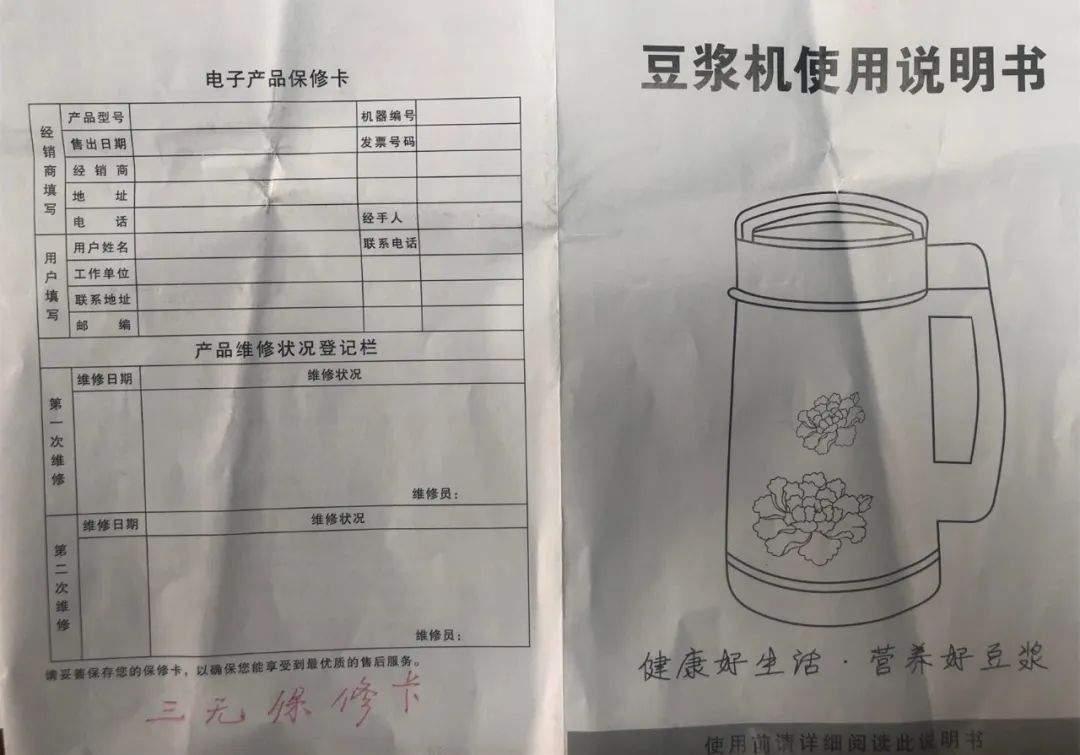 电子产品保修卡
经销商填写
产品型号
机器编号
售出日期
发票号码
经销商
地址
电话
经手人
用户填写
用户姓名
联系电话
工作单位
联系地址
邮编
产品维修状况登记栏
第一次维修
维修日期
维修状况
维修员：
第二次维修
维修日期
维修状况
维修员：
请妥善保存您的保修卡，以确保您能享受到最优质的售后服务。
三无保修卡
豆浆机使用说明书
健康好生活·营养好豆浆
使用前请详细阅读此说明书